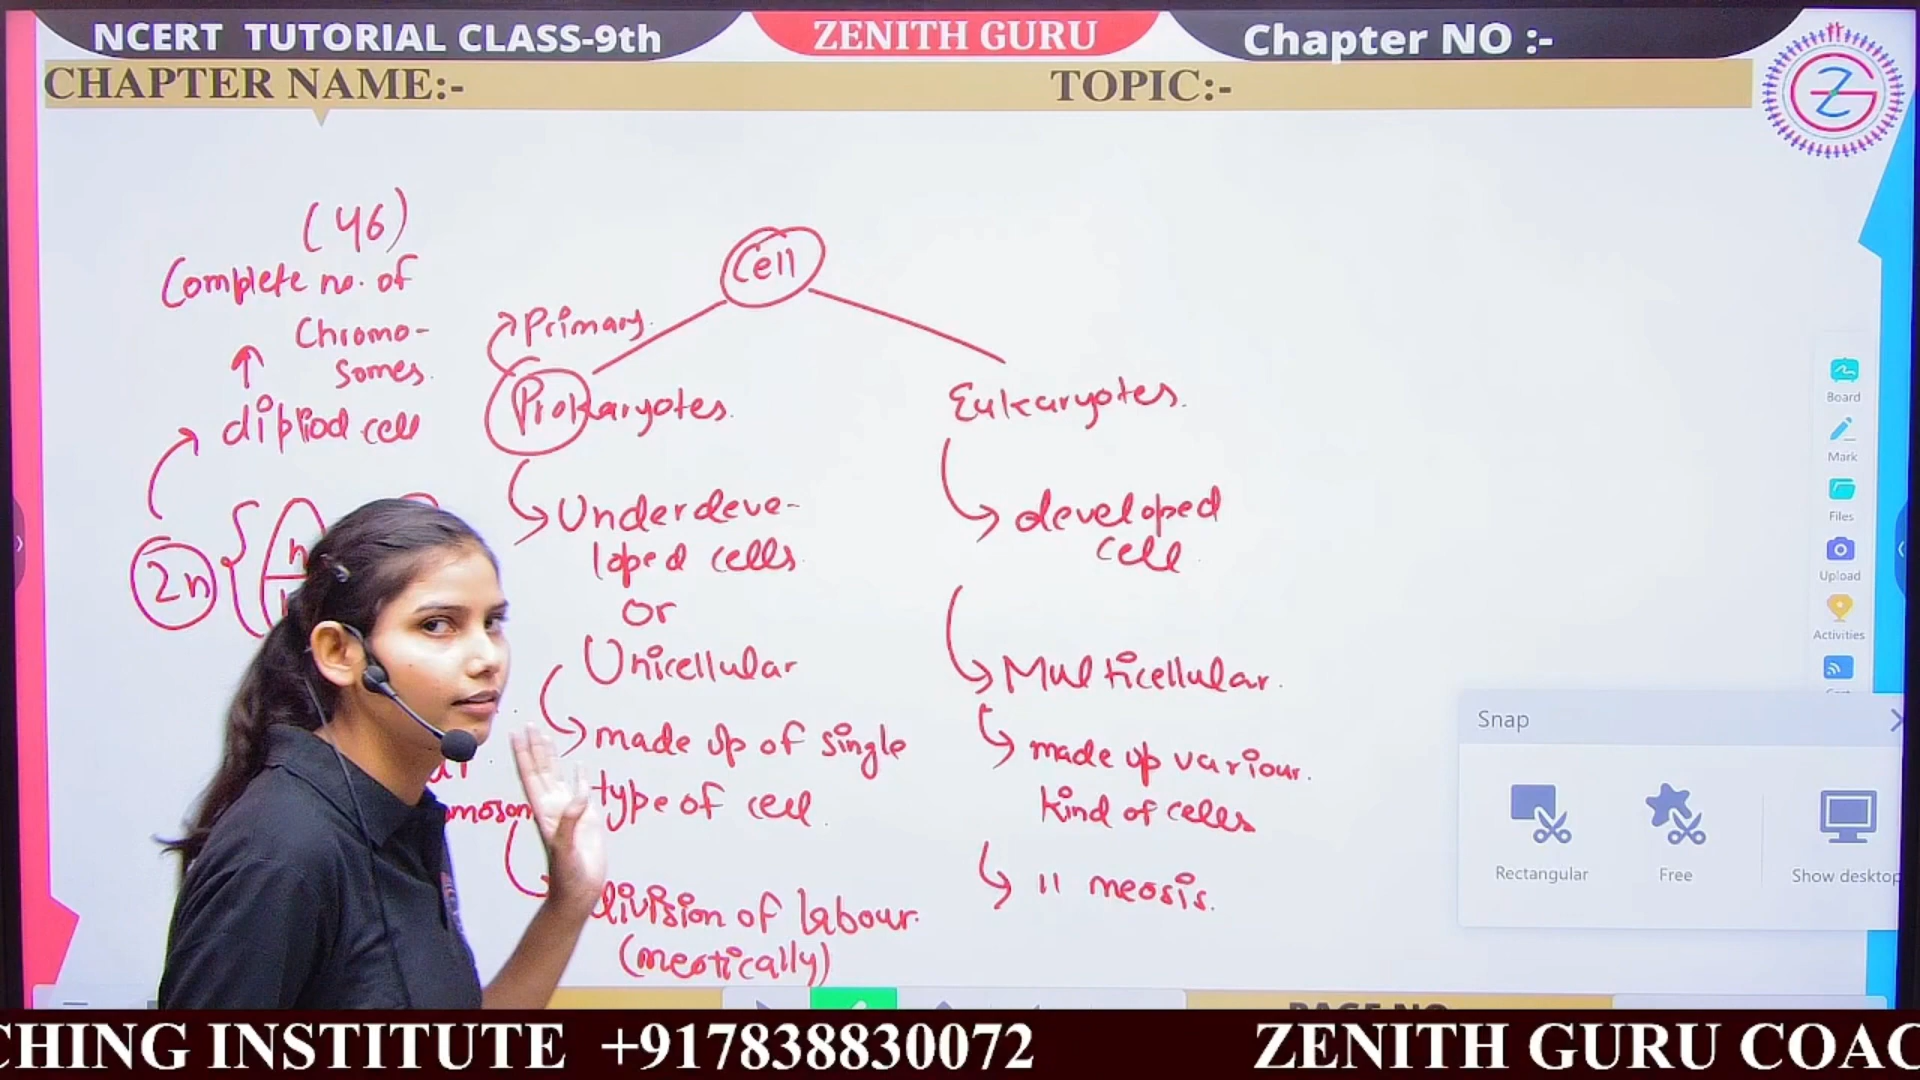 NCERT TUTORIAL CLASS-9th
ZENITH GURU
Chapter NO :-
CHAPTER NAME:-
TOPIC:-
(46)
Complete no. of
Chromo-
somes.
dipliod cell
2n
n
Cell
Primary.
Prokaryotes.
Underdeve-
loped cells
or
Unicellular
made up of single
type of cell.
division of labour.
(meotically)
Eukaryotes.
developed
cell.
Multicellular.
made up variour.
kind of cells
11 meosis.
Board
Mark
Files
Upload
Activities
Snap
Rectangular
Free
Show desktop
CHING INSTITUTE +917838830072
ZENITH GURU COAC